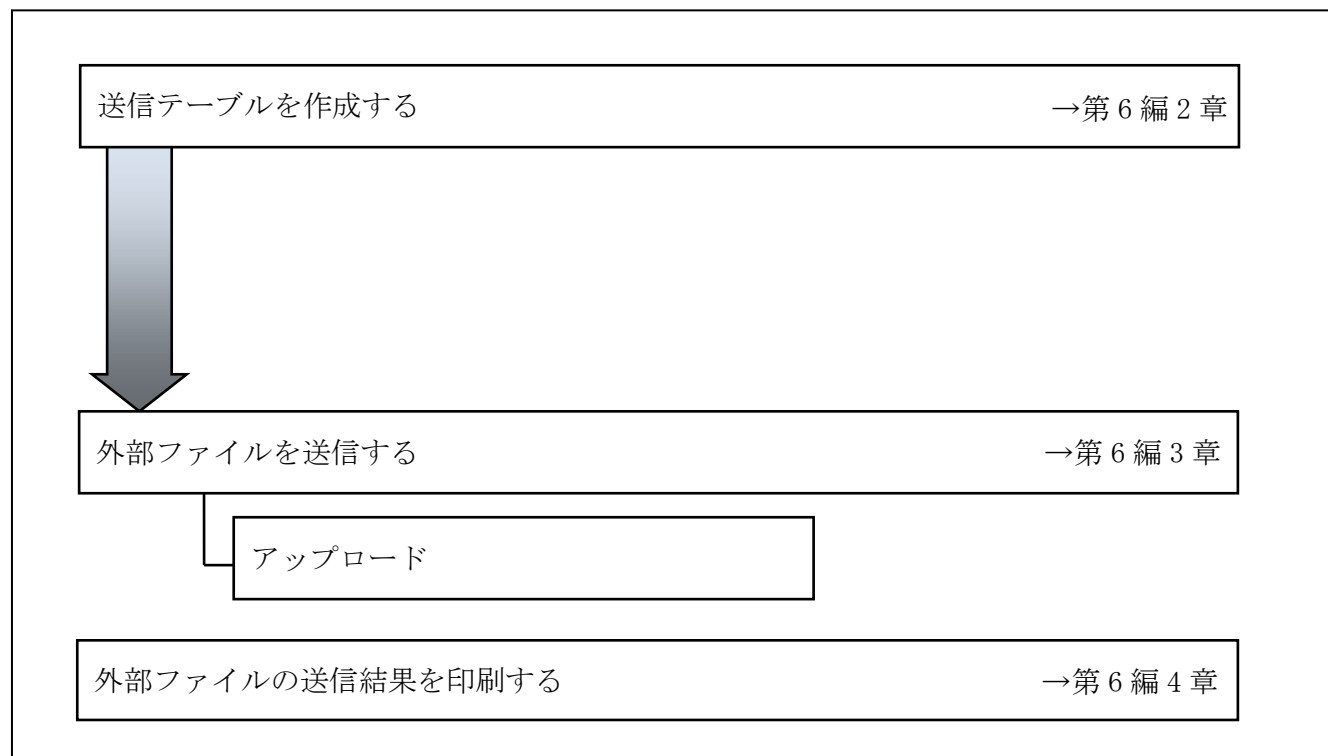 送信テーブルを作成する →第6編2章
外部ファイルを送信する →第6編3章
アップロード
外部ファイルの送信結果を印刷する →第6編4章